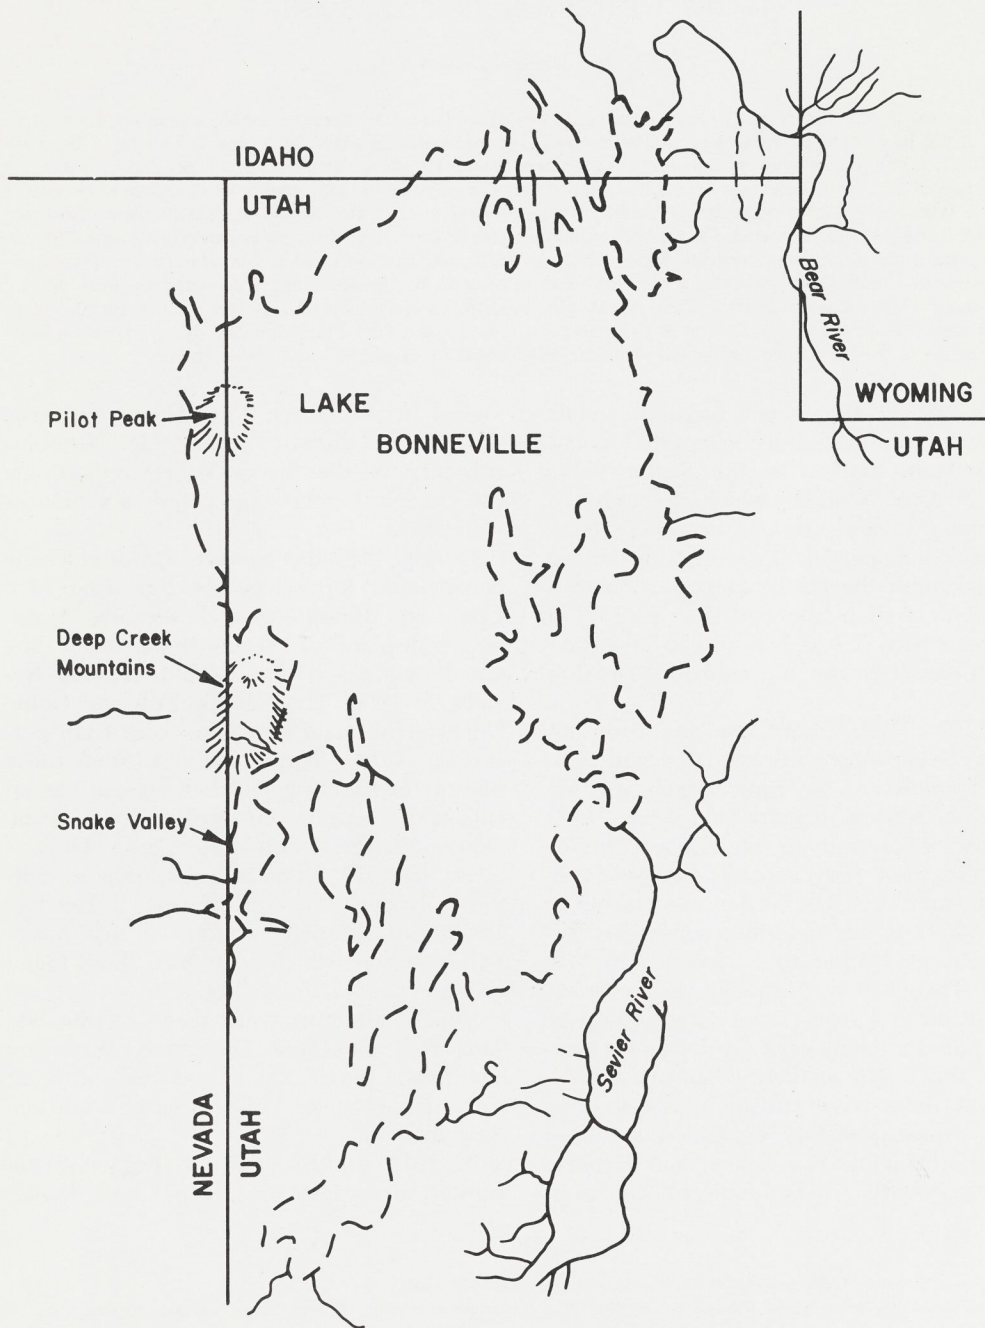 IDAHO
UTAH
Bear River
WYOMING
UTAH
Pilot Peak
LAKE
BONNEVILLE
Deep Creek
Mountains
Snake Valley
Sevier River
NEVADA
UTAH